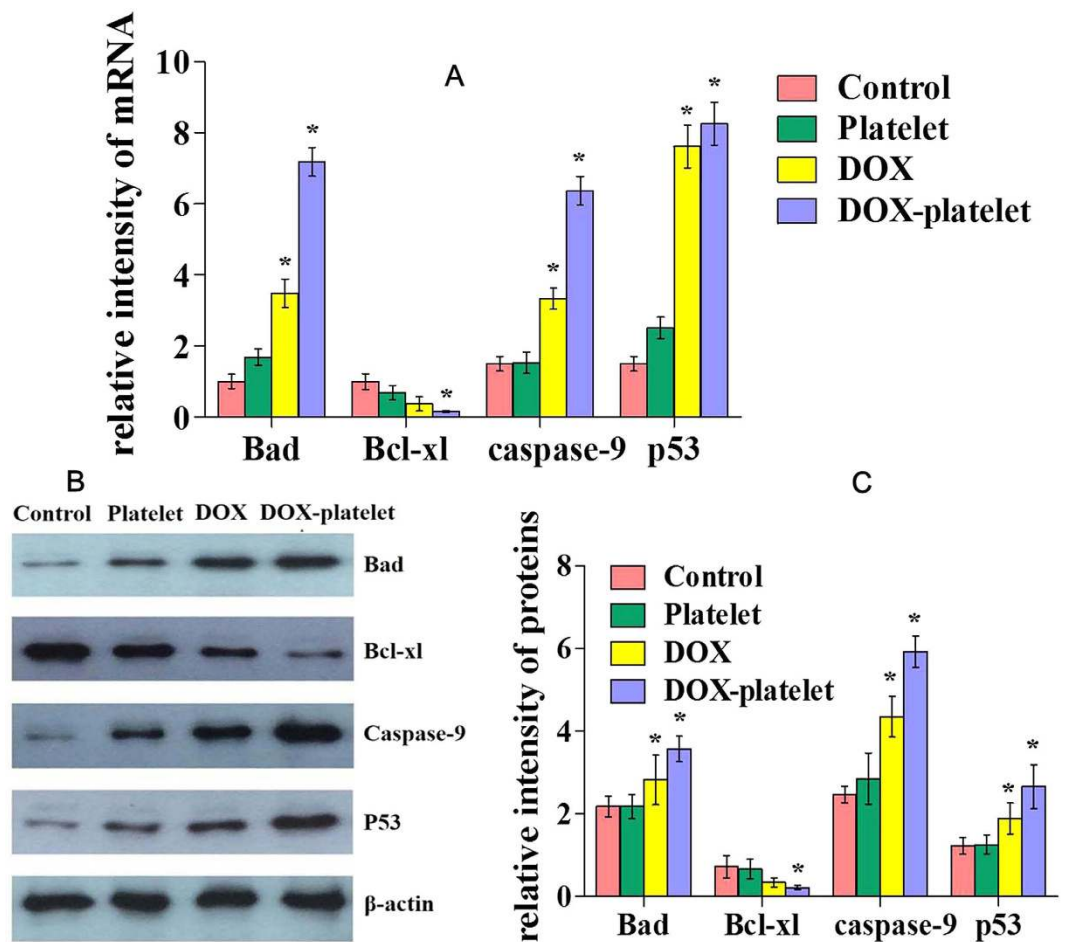 A
relative intensity of mRNA
10
8
6
4
2
0
* * * * * * *
Bad Bcl-xl caspase-9 p53
Control
Platelet
DOX
DOX-platelet
B
Control Platelet DOX DOX-platelet
Bad
Bcl-xl
Caspase-9
P53
β-actin
C
relative intensity of proteins
8
6
4
2
0
Control
Platelet
DOX
DOX-platelet
* * * * * * *
Bad Bcl-xl caspase-9 p53